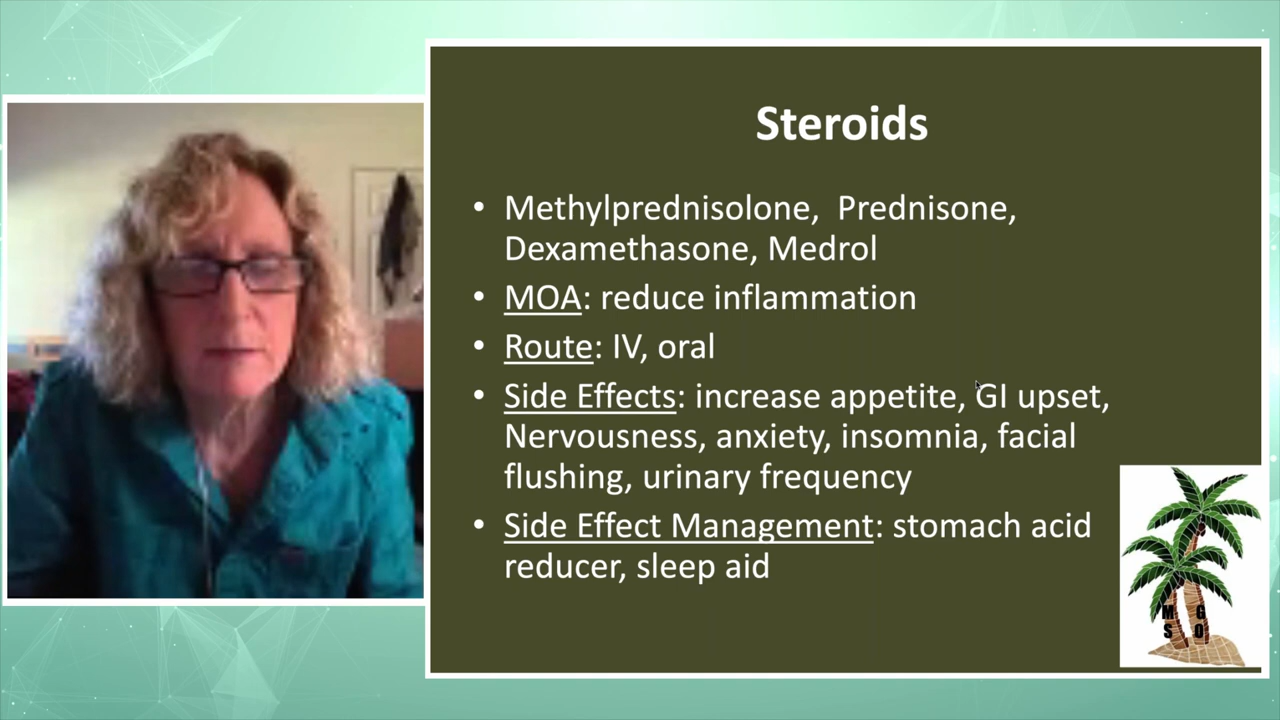 Steroids
• Methylprednisolone,  Prednisone,
Dexamethasone, Medrol
• MOA: reduce inflammation
• Route: IV, oral
• Side Effects: increase appetite, GI upset,
Nervousness, anxiety, insomnia, facial
flushing, urinary frequency
• Side Effect Management: stomach acid
reducer, sleep aid
M G
S O